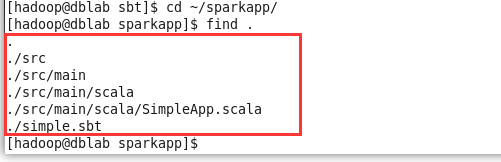 [hadoop@dblab sbt]$ cd ~/sparkapp/
[hadoop@dblab sparkapp]$ find .
.
./src
./src/main
./src/main/scala
./src/main/scala/SimpleApp.scala
./simple.sbt
[hadoop@dblab sparkapp]$